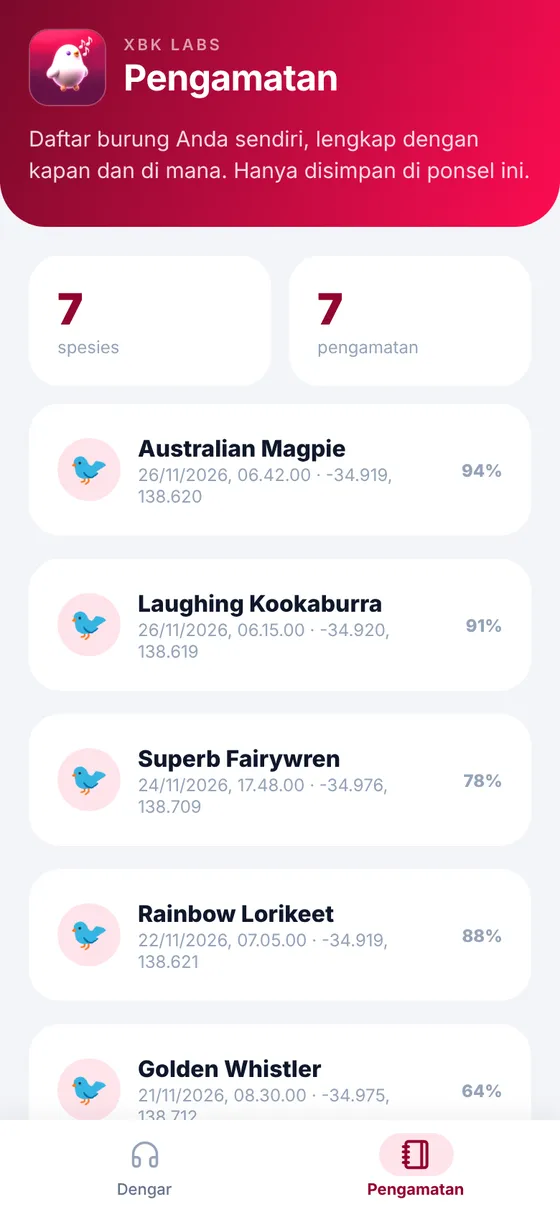 XBK LABS
Pengamatan
Daftar burung Anda sendiri, lengkap dengan
kapan dan di mana. Hanya disimpan di ponsel ini.
7
spesies
7
pengamatan
Australian Magpie
26/11/2026, 06.42.00 · -34.919,
138.620
94%
Laughing Kookaburra
26/11/2026, 06.15.00 · -34.920,
138.619
91%
Superb Fairywren
24/11/2026, 17.48.00 · -34.976,
138.709
78%
Rainbow Lorikeet
22/11/2026, 07.05.00 · -34.919,
138.621
88%
Golden Whistler
21/11/2026, 08.30.00 · -34.975,
138.712
64%
Dengar
Pengamatan